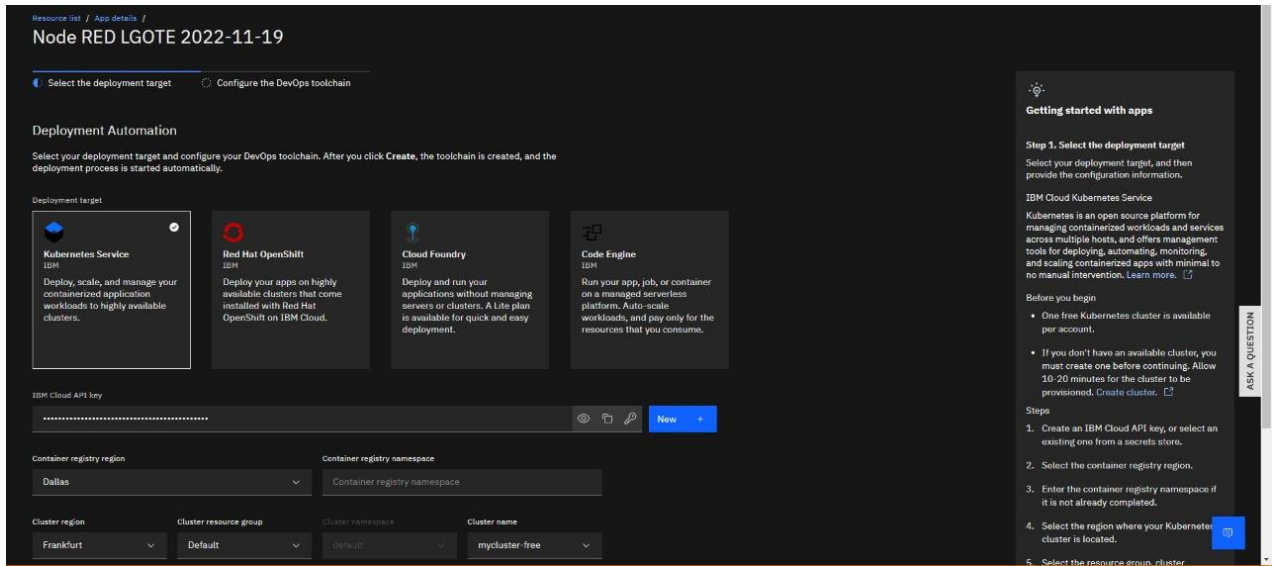 Resource list / App details /
Node RED LGOTE 2022-11-19
Select the deployment target
Configure the DevOps toolchain
Deployment Automation
Select your deployment target and configure your DevOps toolchain. After you click Create, the toolchain is created, and the
deployment process is started automatically.
Deployment target
Kubernetes Service
IBM
Deploy, scale, and manage your
containerized application
workloads to highly available
clusters.
Red Hat OpenShift
IBM
Deploy your apps on highly
available clusters that come
installed with Red Hat
OpenShift on IBM Cloud.
Cloud Foundry
IBM
Deploy and run your
applications without managing
servers or clusters. A Lite plan
is available for quick and easy
deployment.
Code Engine
IBM
Run your app, job, or container
on a managed serverless
platform. Auto-scale
workloads, and pay only for the
resources that you consume.
IBM Cloud API key
New +
Container registry region
Dallas
Container registry namespace
Container registry namespace
Cluster region
Frankfurt
Cluster resource group
Default
Cluster namespace
default
Cluster name
mycluster-free
Getting started with apps
Step 1. Select the deployment target
Select your deployment target, and then
provide the configuration information.
IBM Cloud Kubernetes Service
Kubernetes is an open source platform for
managing containerized workloads and services
across multiple hosts, and offers management
tools for deploying, automating, monitoring,
and scaling containerized apps with minimal to
no manual intervention. Learn more.
Before you begin
• One free Kubernetes cluster is available
per account.
• If you don't have an available cluster, you
must create one before continuing. Allow
10-20 minutes for the cluster to be
provisioned. Create cluster.
Steps
1. Create an IBM Cloud API key, or select an
existing one from a secrets store.
2. Select the container registry region.
3. Enter the container registry namespace if
it is not already completed.
4. Select the region where your Kubernetes
cluster is located.
5. Select the resource group, cluster
ASK A QUESTION